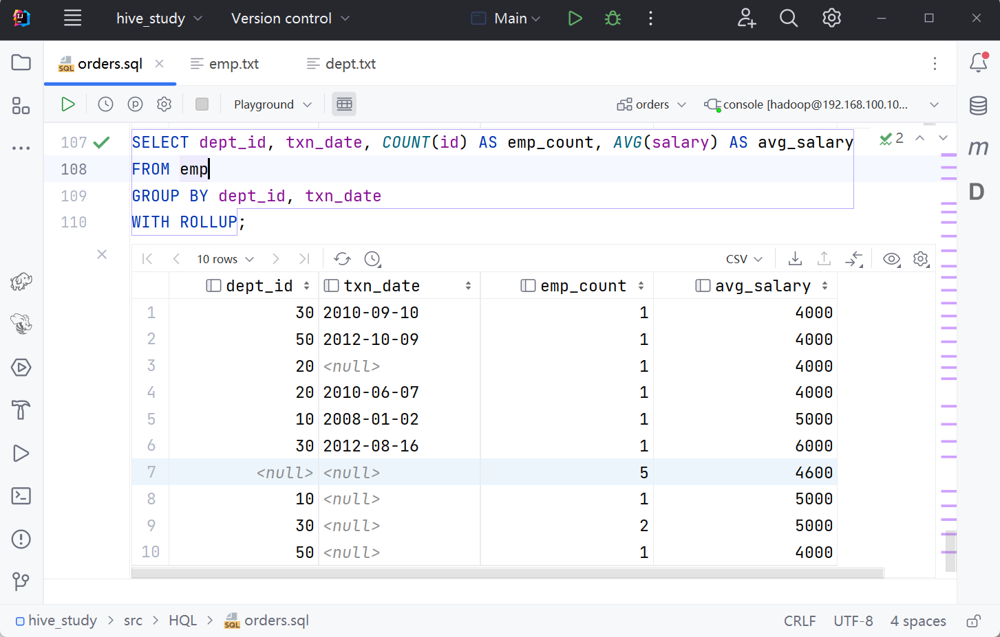 hive_study
Version control
Main
orders.sql
emp.txt
dept.txt
Playground
orders
console [hadoop@192.168.100.10...
107 SELECT dept_id, txn_date, COUNT(id) AS emp_count, AVG(salary) AS avg_salary
2
108 FROM emp
109 GROUP BY dept_id, txn_date
110 WITH ROLLUP;
m
D
10 rows
CSV
dept_id txn_date emp_count avg_salary
1 30 2010-09-10 1 4000
2 50 2012-10-09 1 4000
3 20 <null> 1 4000
4 20 2010-06-07 1 4000
5 10 2008-01-02 1 5000
6 30 2012-08-16 1 6000
7 <null> <null> 5 4600
8 10 <null> 1 5000
9 30 <null> 2 5000
10 50 <null> 1 4000
hive_study > src > HQL > orders.sql
CRLF UTF-8 4 spaces